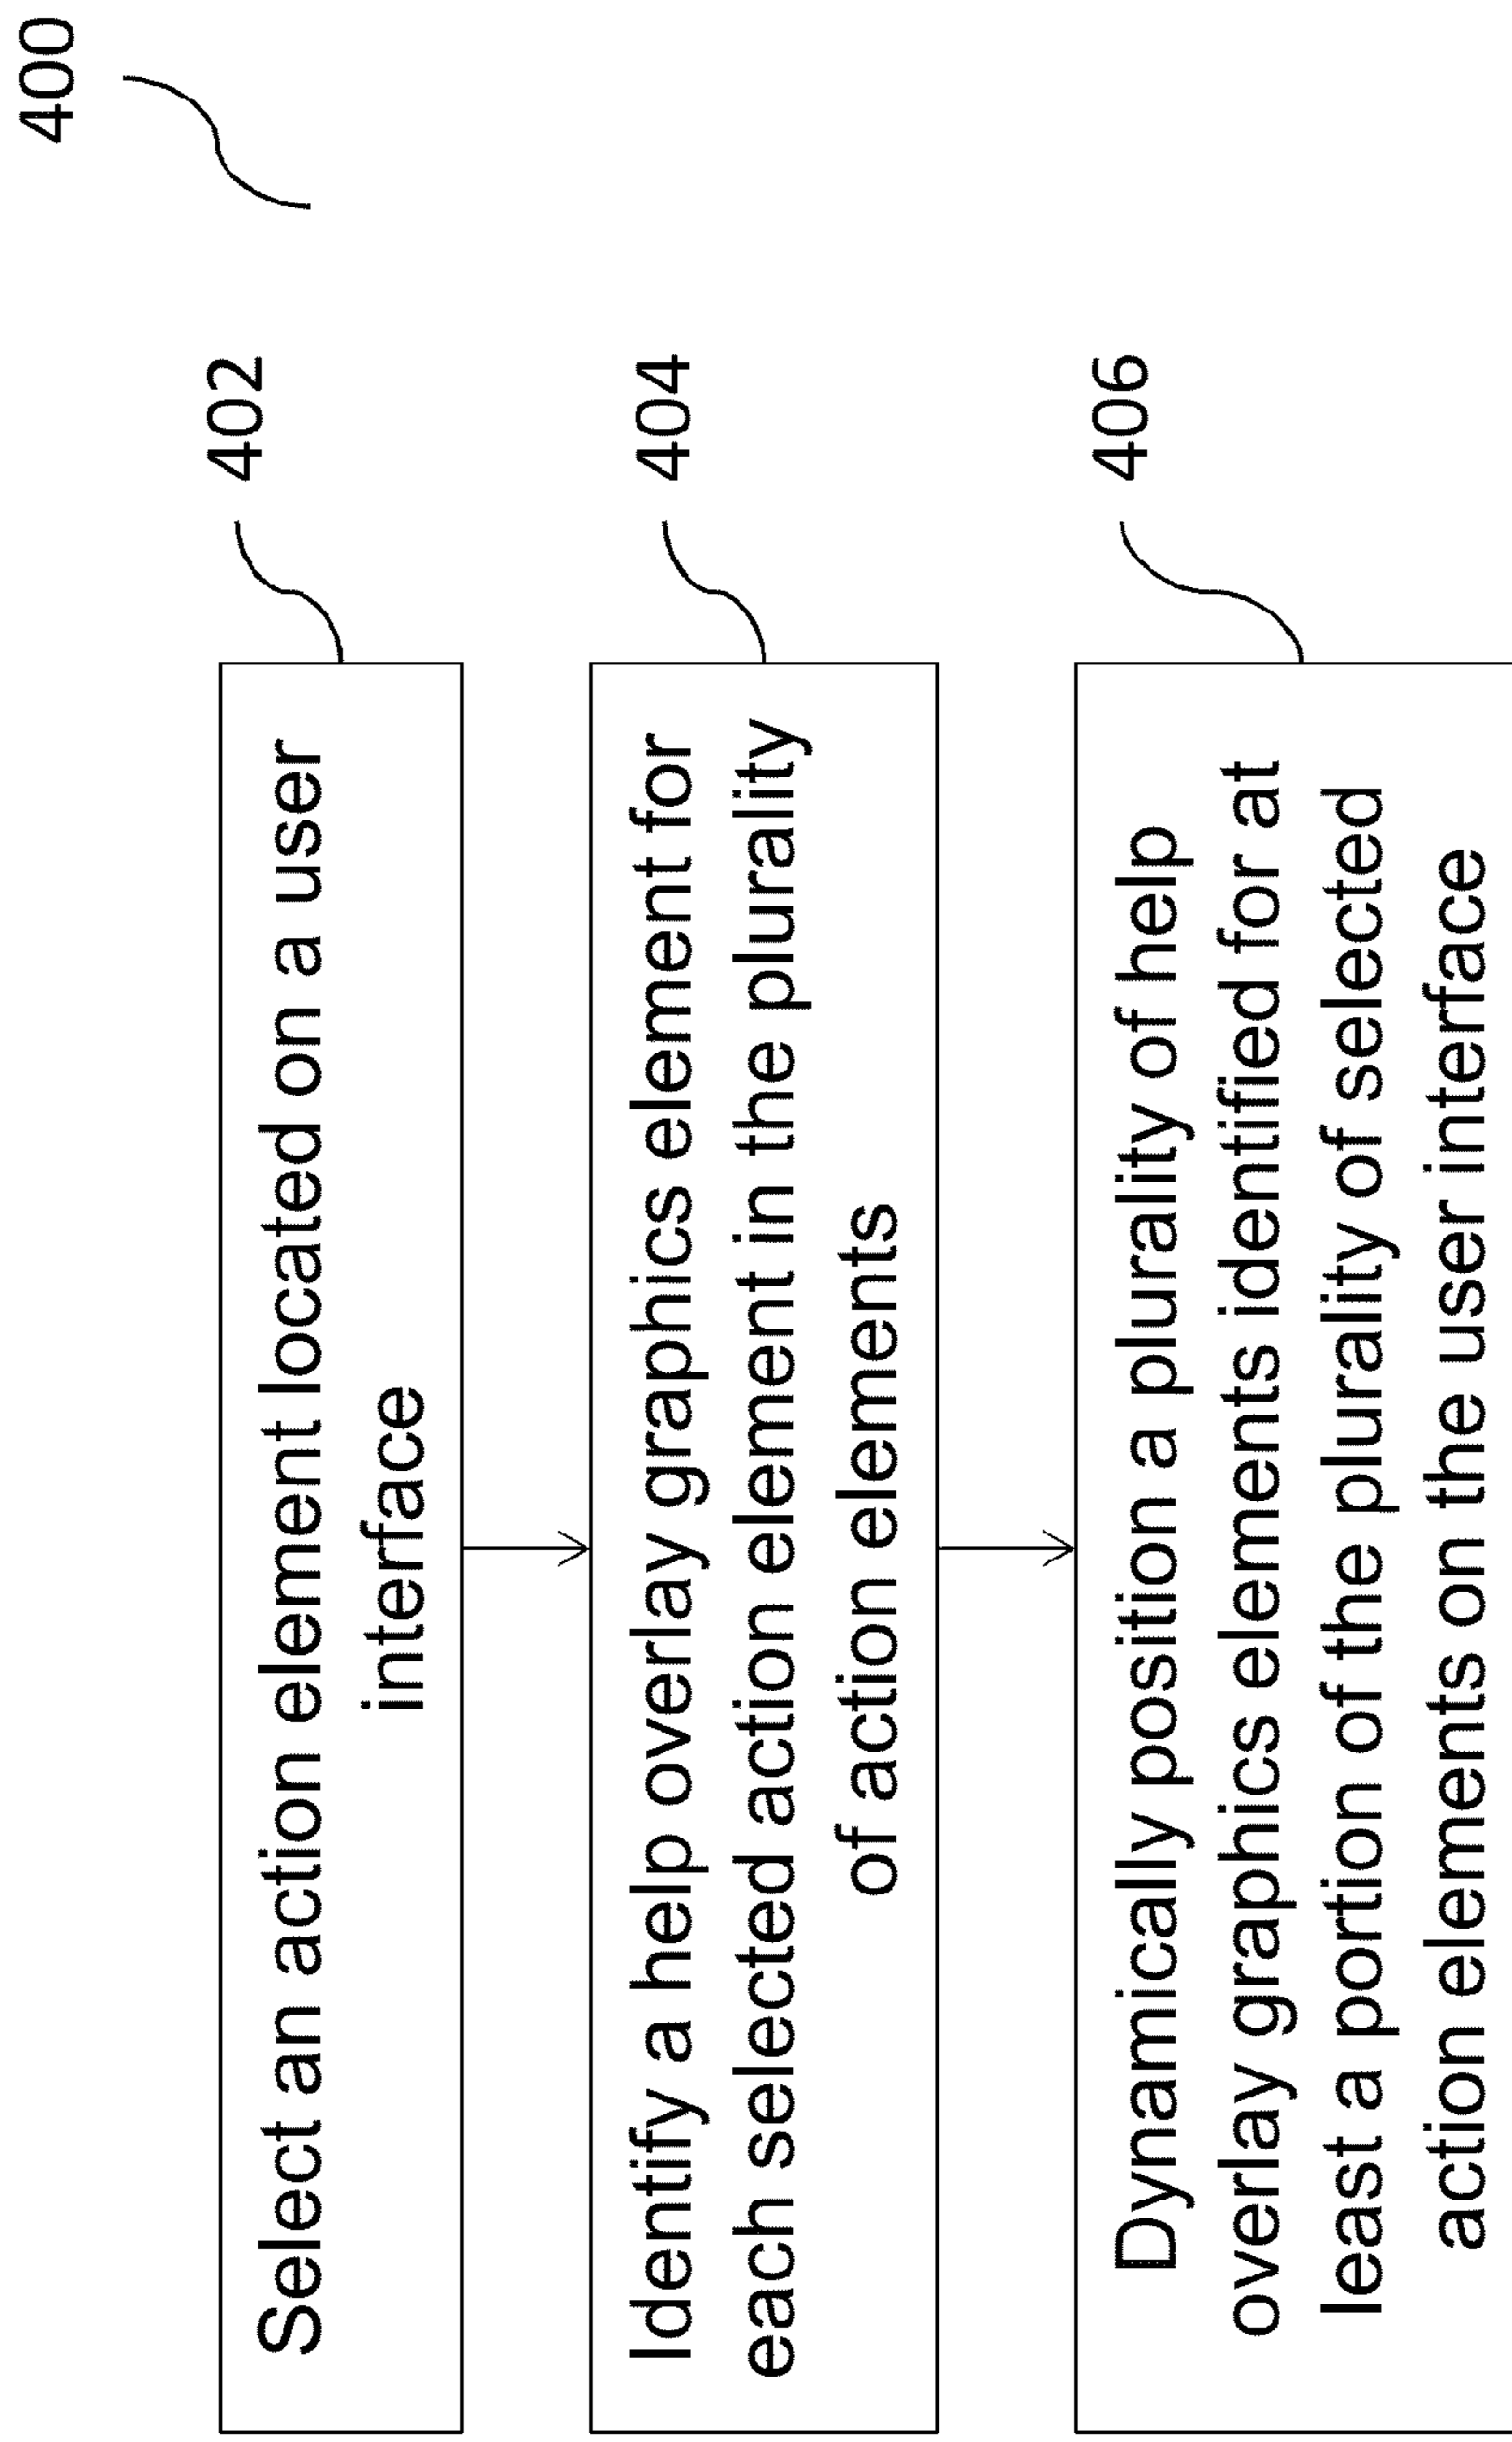 400
402
Select an action element located on a user
interface
404
Identify a help overlay graphics element for
each selected action element in the plurality
of action elements
406
Dynamically position a plurality of help
overlay graphics elements identified for at
least a portion of the plurality of selected
action elements on the user interface